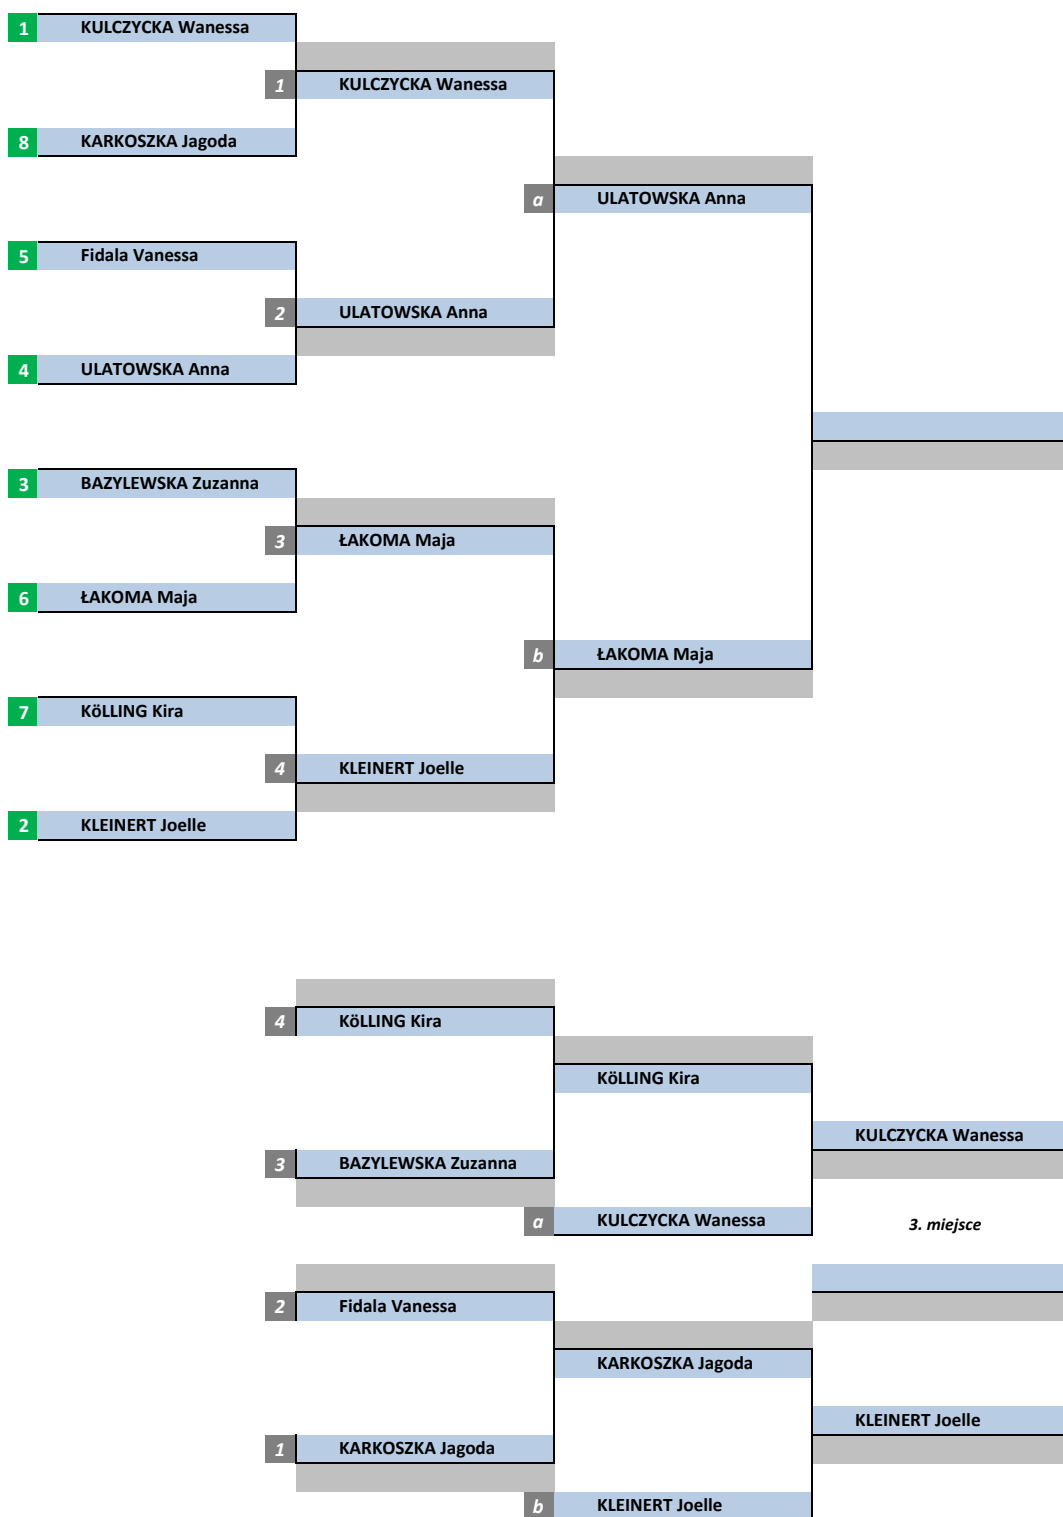 1 KULCZYCKA Wanessa
1 KULCZYCKA Wanessa
8 KARKOSZKA Jagoda
a ULATOWSKA Anna
5 Fidala Vanessa
2 ULATOWSKA Anna
4 ULATOWSKA Anna
3 BAZYLEWSKA Zuzanna
3 ŁAKOMA Maja
6 ŁAKOMA Maja
b ŁAKOMA Maja
7 KöLLING Kira
4 KLEINERT Joelle
2 KLEINERT Joelle
4 KöLLING Kira
KöLLING Kira
KULCZYCKA Wanessa
3 BAZYLEWSKA Zuzanna
a KULCZYCKA Wanessa
3. miejsce
2 Fidala Vanessa
KARKOSZKA Jagoda
KLEINERT Joelle
1 KARKOSZKA Jagoda
b KLEINERT Joelle